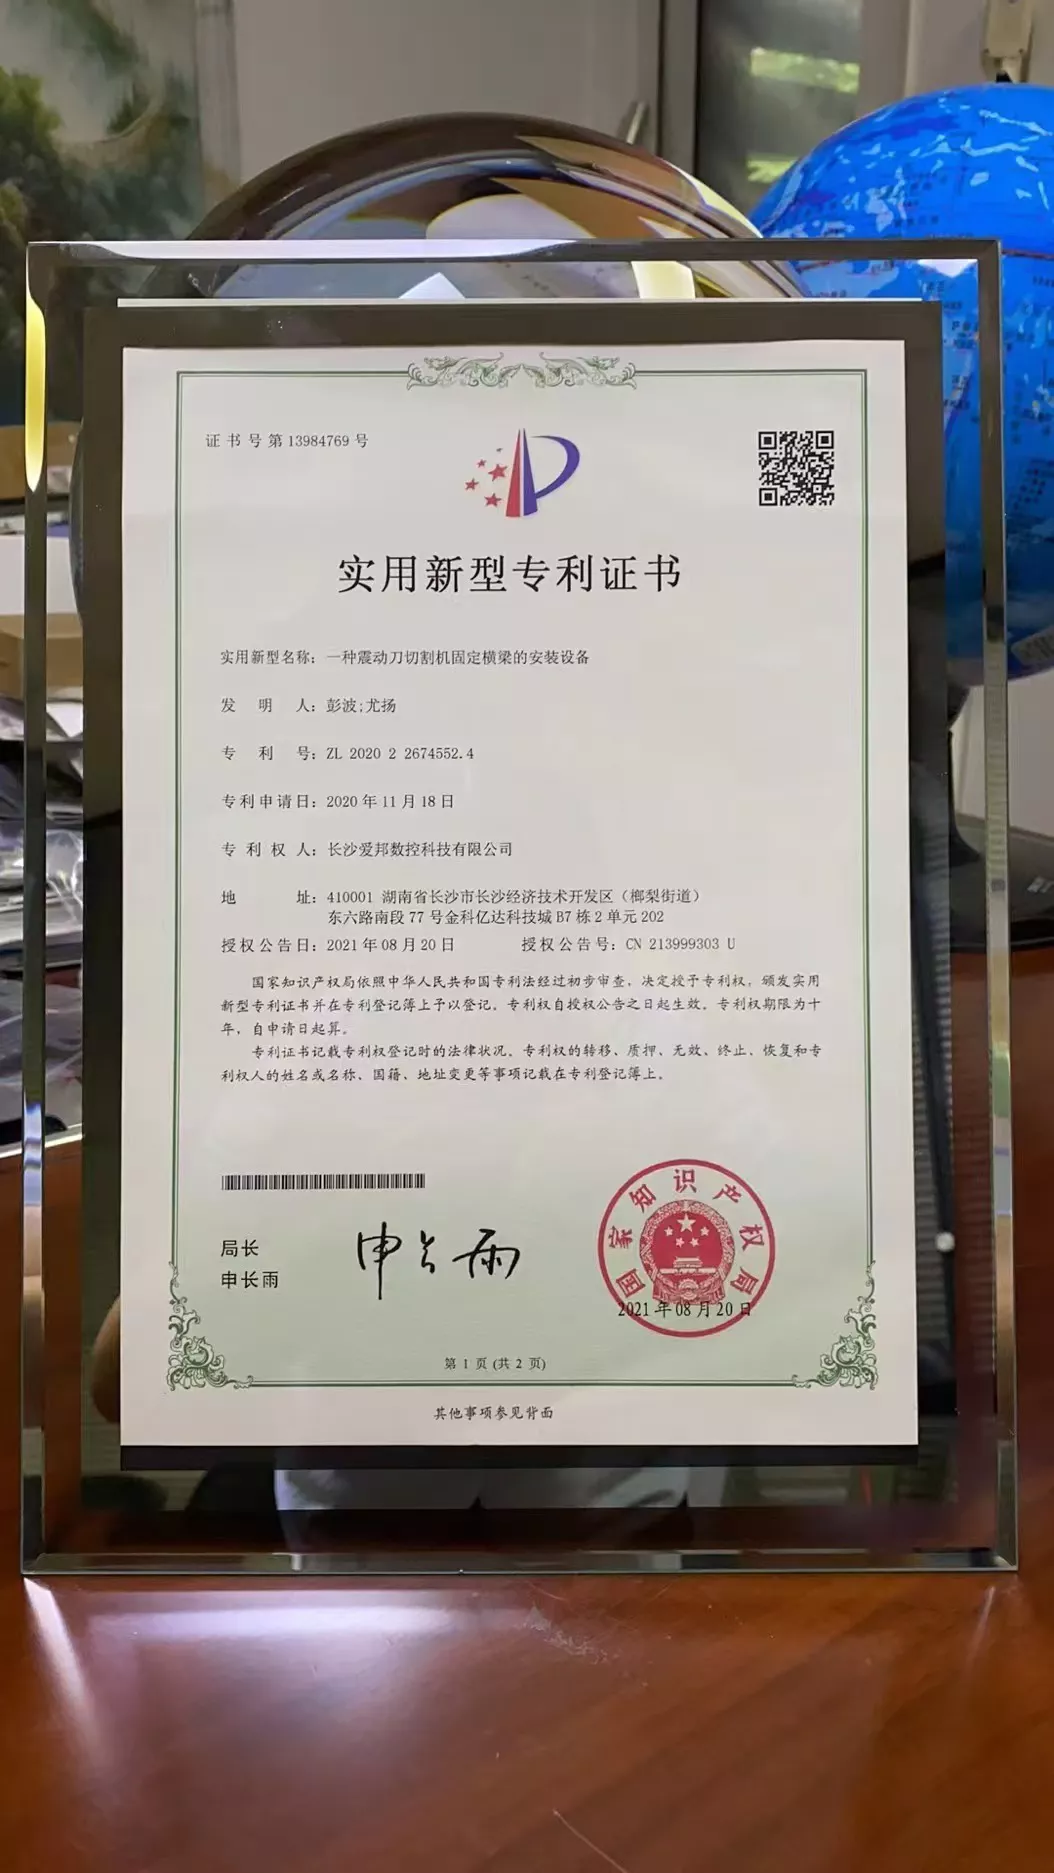 证书号第13984769号
实用新型专利证书
实用新型名称：一种震动刀切割机固定横梁的安装设备
发明人：彭波;尤扬
专利号：ZL 2020 2 2674552.4
专利申请日：2020年11月18日
专利权人：长沙爱邦数控科技有限公司
地址：410001 湖南省长沙市长沙经济技术开发区（榔梨街道）
东六路南段77号金科亿达科技城B7栋2单元202
授权公告日：2021年08月20日 授权公告号：CN 213999303 U
国家知识产权局依照中华人民共和国专利法经过初步审查，决定授予专利权，颁发实用
新型专利证书并在专利登记簿上予以登记。专利权自授权公告之日起生效。专利权期限为十
年，自申请日起算。
专利证书记载专利权登记时的法律状况。专利权的转移、质押、无效、终止、恢复和专
利权人的姓名或名称、国籍、地址变更等事项记载在专利登记簿上。
局长
申长雨
申长雨
国家知识产权局
2021年08月20日
第1页(共2页)
其他事项参见背面